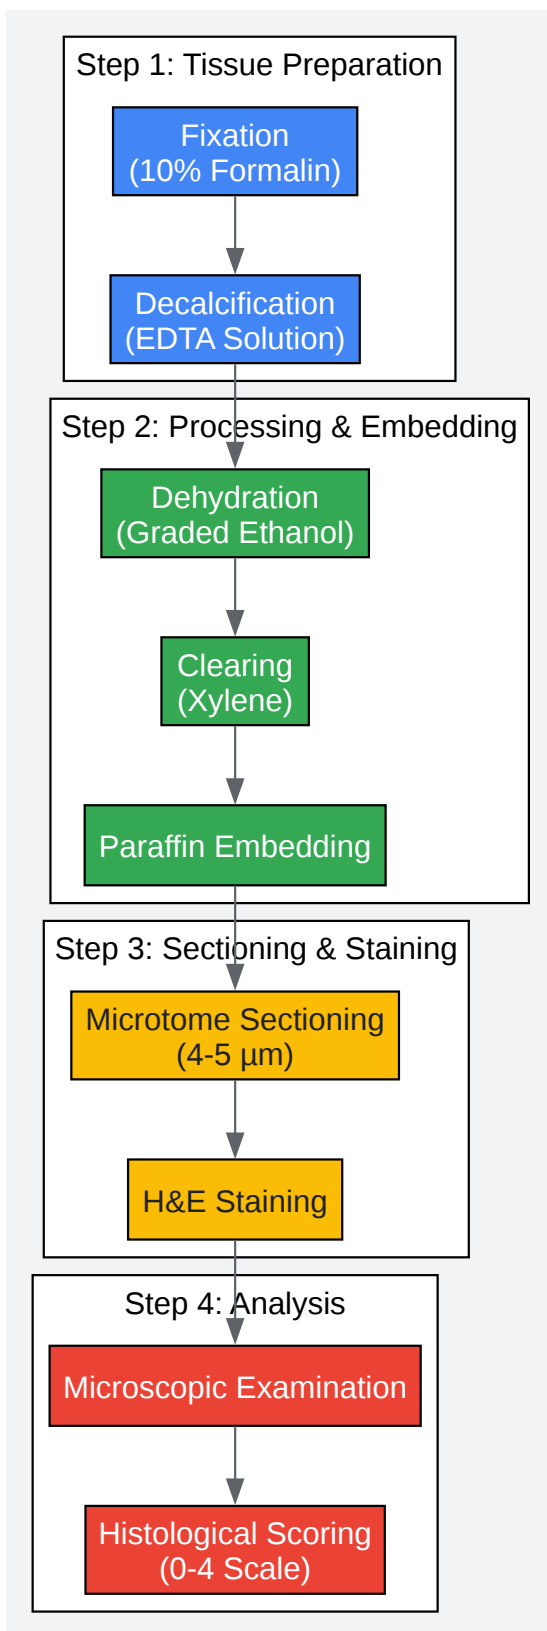 Step 1: Tissue Preparation
Fixation
(10% Formalin)
Decalcification
(EDTA Solution)
Step 2: Processing & Embedding
Dehydration
(Graded Ethanol)
Clearing
(Xylene)
Paraffin Embedding
Step 3: Sectioning & Staining
Microtome Sectioning
(4-5 µm)
H&E Staining
Step 4: Analysis
Microscopic Examination
Histological Scoring
(0-4 Scale)